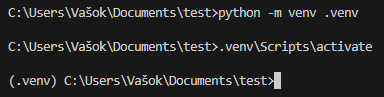 C:\Users\Vašok\Documents\test>python -m venv .venv
C:\Users\Vašok\Documents\test>.venv\Scripts\activate
(.venv) C:\Users\Vašok\Documents\test>